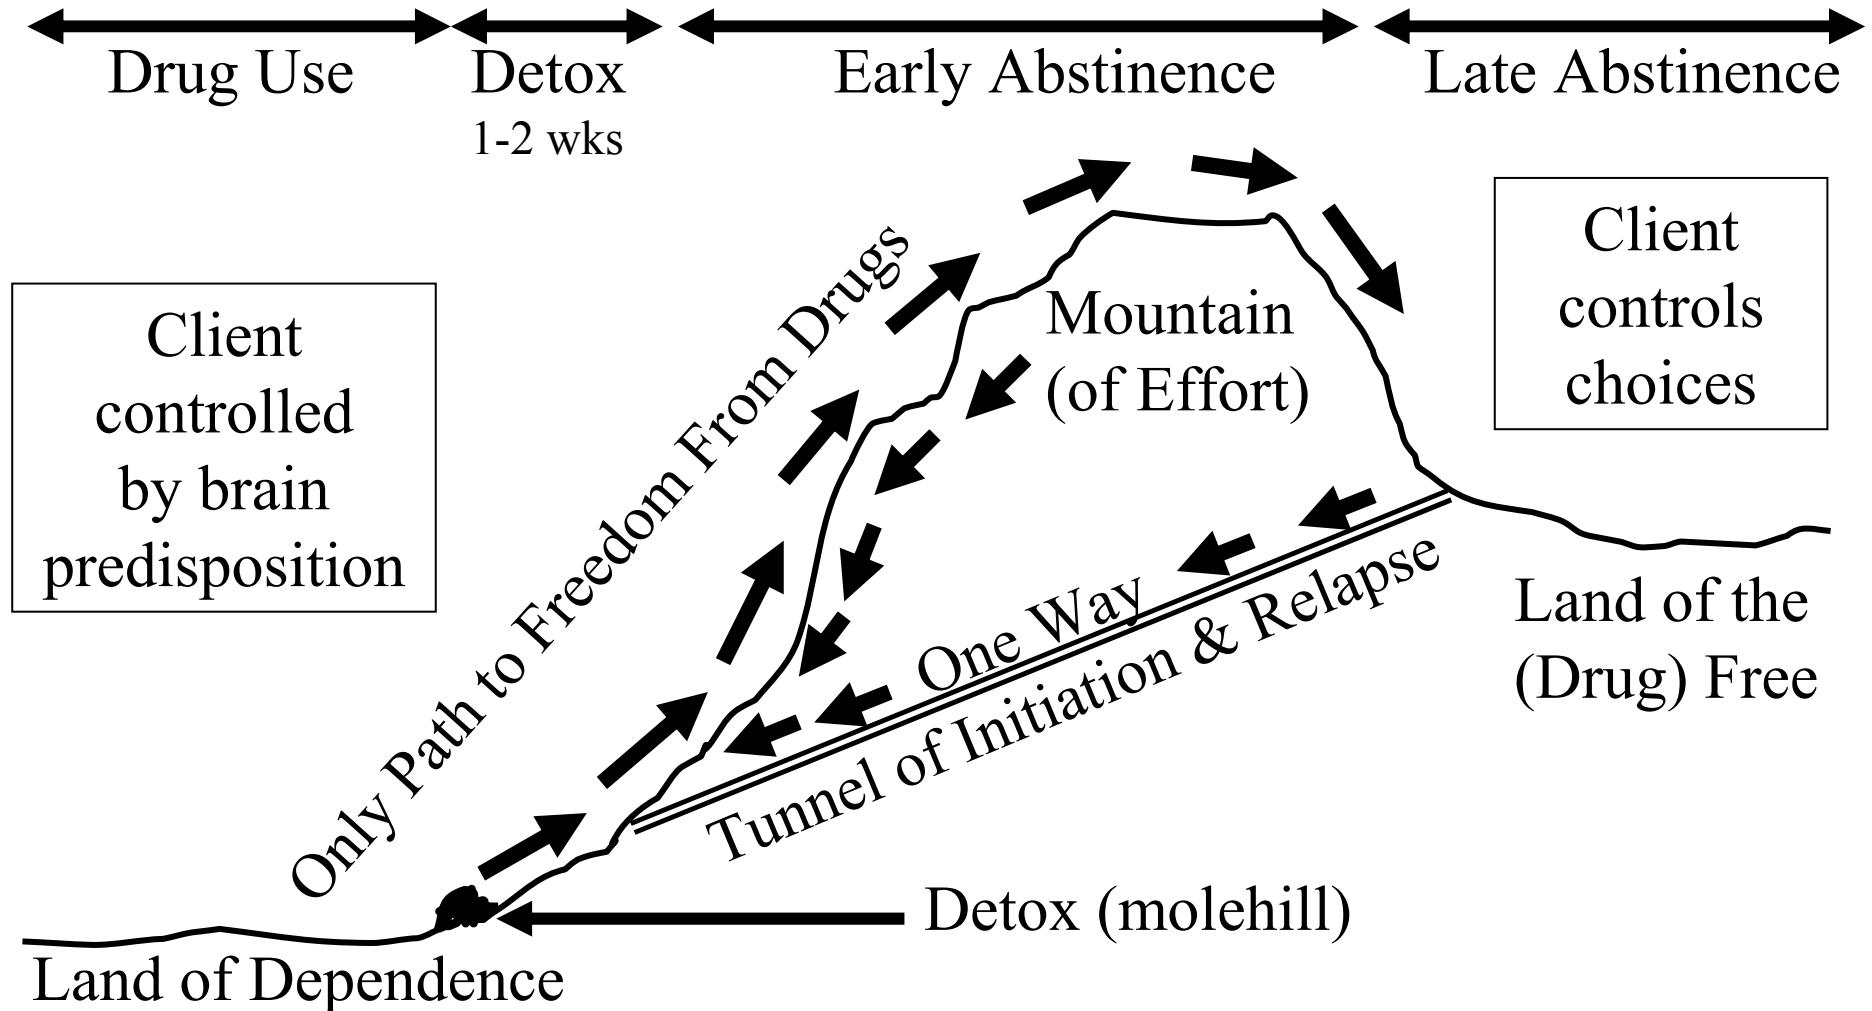 Drug Use
Detox
1-2 wks
Early Abstinence
Late Abstinence
Client
controlled
by brain
predisposition
Only Path to Freedom From Drugs
Mountain
(of Effort)
Client
controls
choices
One Way
Tunnel of Initiation & Relapse
Land of the
(Drug) Free
Detox (molehill)
Land of Dependence